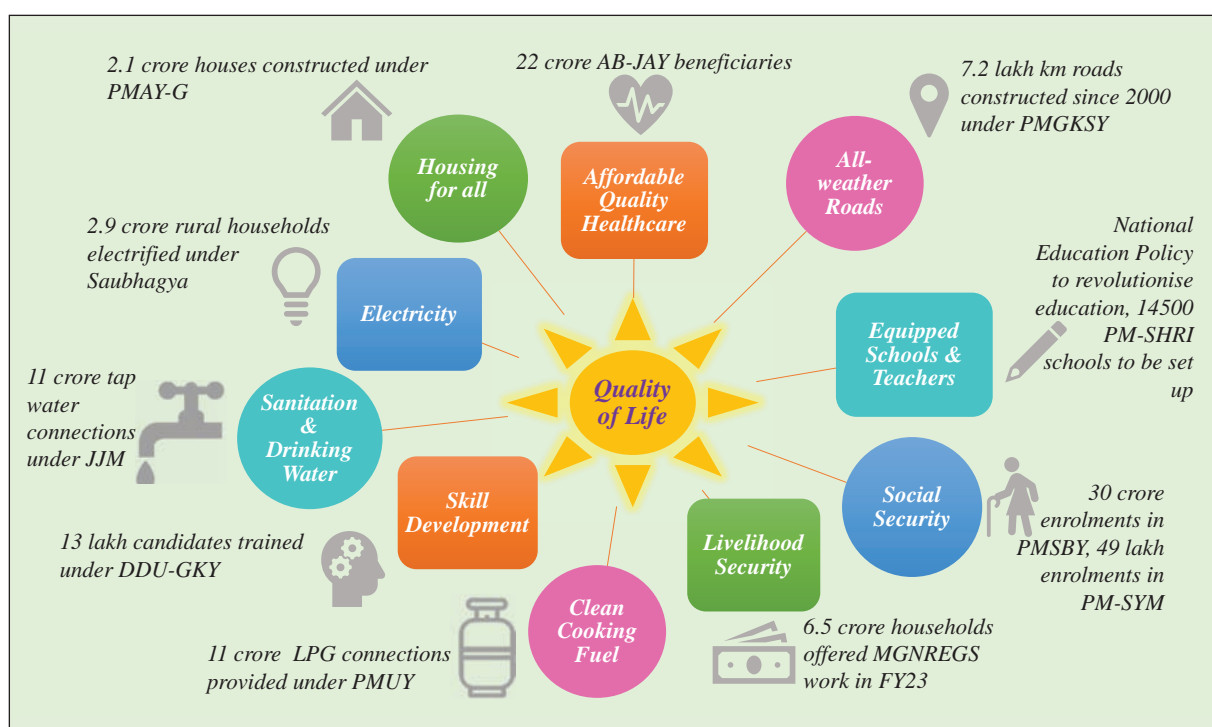 2.1 crore houses constructed under
PMAY-G
22 crore AB-JAY beneficiaries
7.2 lakh km roads
constructed since 2000
under PMGKSY
Housing
for all
Affordable
Quality
Healthcare
All-
weather
Roads
2.9 crore rural households
electrified under
Saubhagya
Electricity
National
Education Policy
to revolutionise
education, 14500
PM-SHRI
schools to be set
up
Equipped
Schools &
Teachers
Quality
of Life
11 crore tap
water
connections
under JJM
Sanitation
&
Drinking
Water
Skill
Development
13 lakh candidates trained
under DDU-GKY
Social
Security
30 crore
enrolments in
PMSBY, 49 lakh
enrolments in
PM-SYM
Livelihood
Security
Clean
Cooking
Fuel
11 crore  LPG connections
provided under PMUY
6.5 crore households
offered MGNREGS
work in FY23